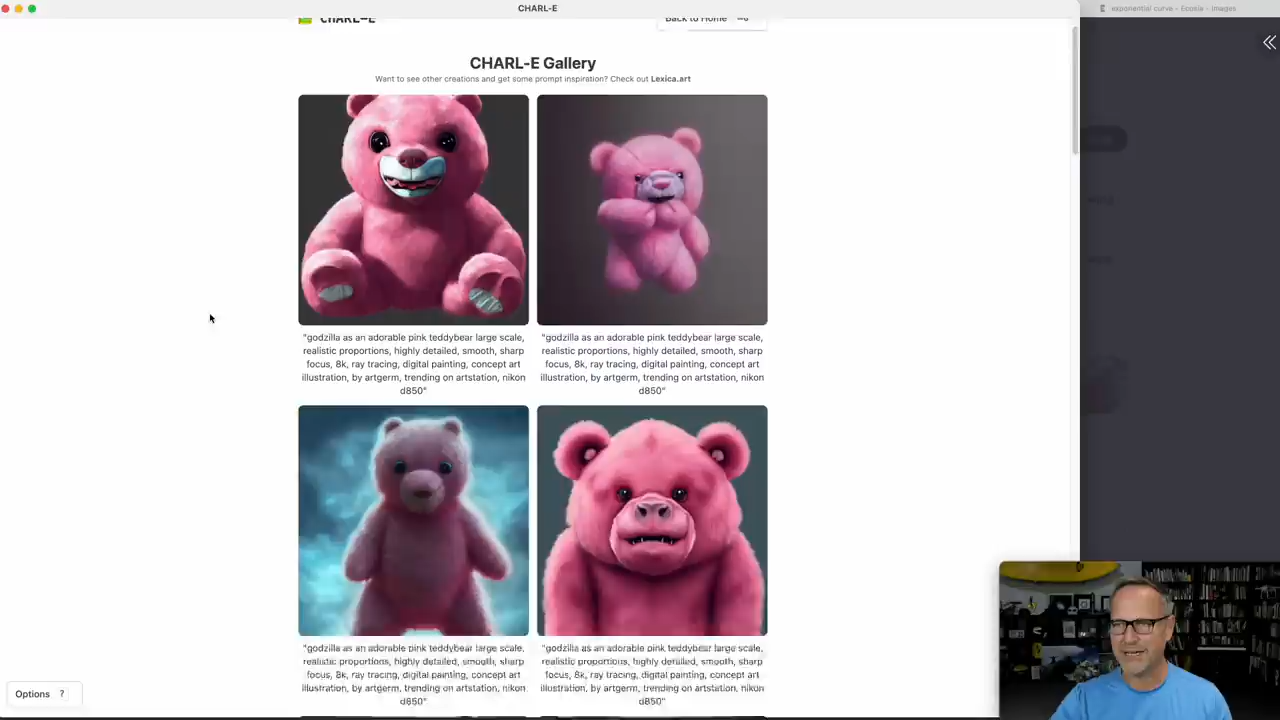 CHARL-E
exponential curve - Ecosia - Images
CHARL-E
Back to Home
CHARL-E Gallery
Want to see other creations and get some prompt inspiration? Check out Lexica.art
"godzilla as an adorable pink teddybear large scale,
realistic proportions, highly detailed, smooth, sharp
focus, 8k, ray tracing, digital painting, concept art
illustration, by artgerm, trending on artstation, nikon
d850"
"godzilla as an adorable pink teddybear large scale,
realistic proportions, highly detailed, smooth, sharp
focus, 8k, ray tracing, digital painting, concept art
illustration, by artgerm, trending on artstation, nikon
d850"
"godzilla as an adorable pink teddybear large scale,
realistic proportions, highly detailed, smooth, sharp
focus, 8k, ray tracing, digital painting, concept art
illustration, by artgerm, trending on artstation, nikon
d850"
"godzilla as an adorable pink teddybear large scale,
realistic proportions, highly detailed, smooth, sharp
focus, 8k, ray tracing, digital painting, concept art
illustration, by artgerm, trending on artstation, nikon
d850"
Options ?